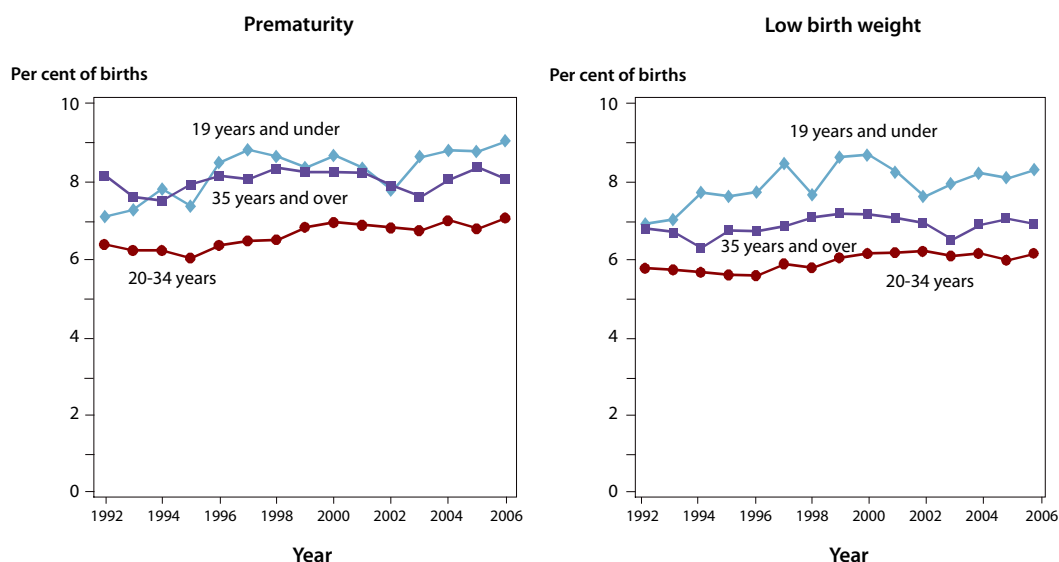 Prematurity
Per cent of births
10
8
6
4
2
0
19 years and under
35 years and over
20-34 years
1992 1994 1996 1998 2000 2002 2004 2006
Year
Low birth weight
Per cent of births
10
8
6
4
2
0
19 years and under
35 years and over
20-34 years
1992 1994 1996 1998 2000 2002 2004 2006
Year